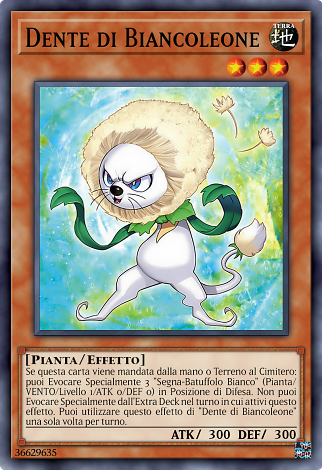 DENTE DI BIANCOLEONE
TERRA
地
[PIANTA/EFFETTO]
Se questa carta viene mandata dalla mano o Terreno al Cimitero:
puoi Evocare Specialmente 3 "Segna-Batuffolo Bianco" (Pianta/
VENTO/Livello 1/ATK 0/DEF 0) in Posizione di Difesa. Non puoi
Evocare Specialmente dall'Extra Deck nel turno in cui attivi questo
effetto. Puoi utilizzare questo effetto di "Dente di Biancoleone"
una sola volta per turno.
ATK/ 300 DEF/ 300
36629635